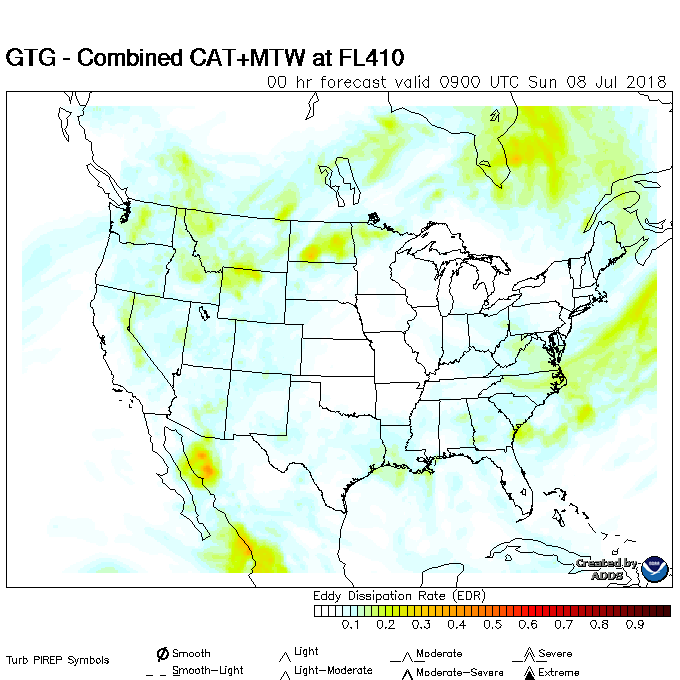 GTG - Combined CAT+MTW at FL410
00 hr forecast valid 0900 UTC Sun 08 Jul 2018
Created by
ADDS
Eddy Dissipation Rate (EDR)
0.1 0.2 0.3 0.4 0.5 0.6 0.7 0.8 0.9
Turb PIREP Symbols
Smooth Light Moderate Severe
Smooth-Light Light-Moderate Moderate-Severe Extreme